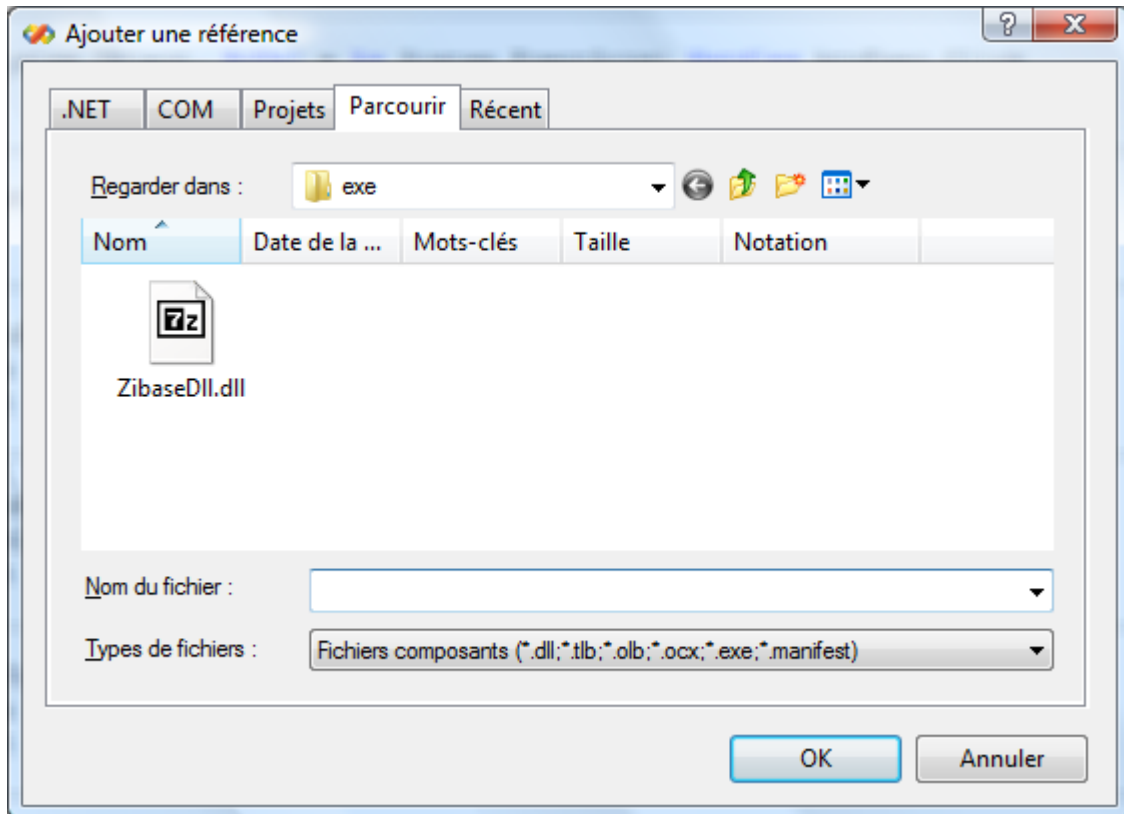 Ajouter une référence
.NET COM Projets Parcourir Récent
Regarder dans : exe
Nom Date de la ... Mots-clés Taille Notation
7z
ZibaseDll.dll
Nom du fichier :
Types de fichiers : Fichiers composants (*.dll;*.tlb;*.olb;*.ocx;*.exe;*.manifest)
OK Annuler